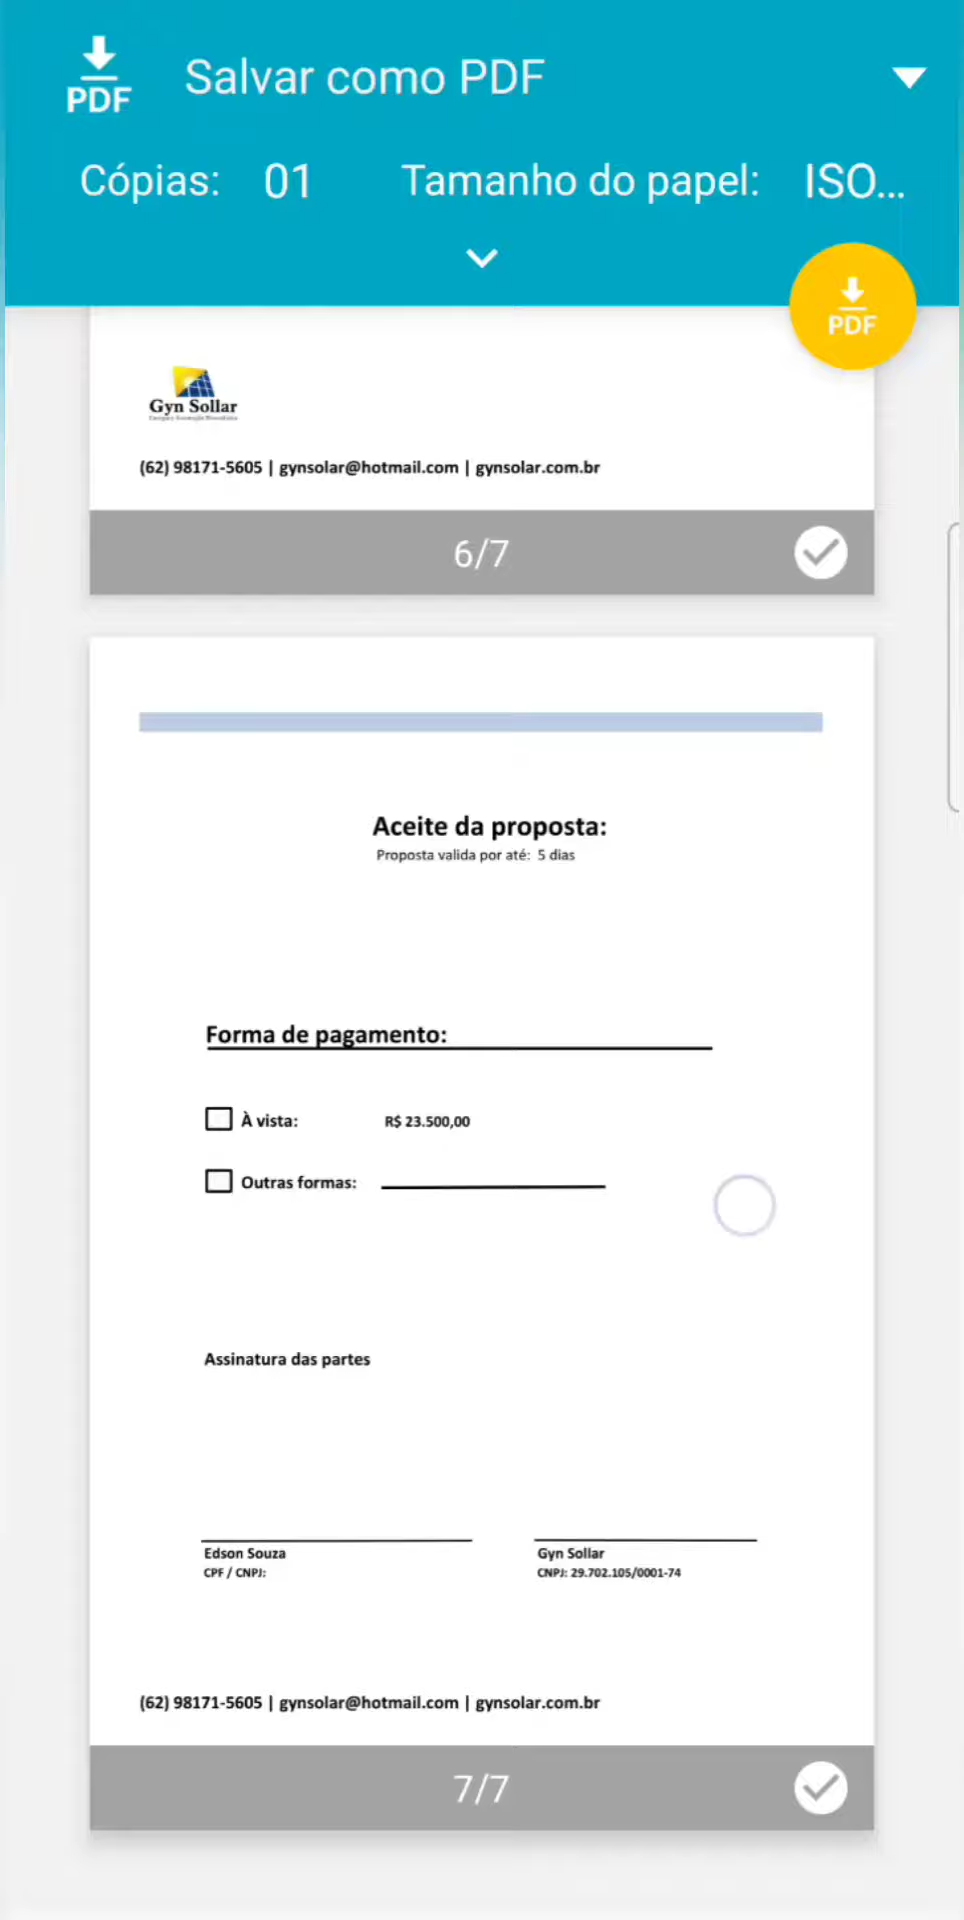 PDF
Salvar como PDF
Cópias: 01 Tamanho do papel: ISO...
PDF
Gyn Sollar
(62) 98171-5605 | gynsolar@hotmail.com | gynsolar.com.br
6/7
Aceite da proposta:
Proposta valida por até: 5 dias
Forma de pagamento:
À vista: R$ 23.500,00
Outras formas:
Assinatura das partes
Edson Souza
CPF / CNPJ:
Gyn Sollar
CNPJ: 29.702.105/0001-74
(62) 98171-5605 | gynsolar@hotmail.com | gynsolar.com.br
7/7